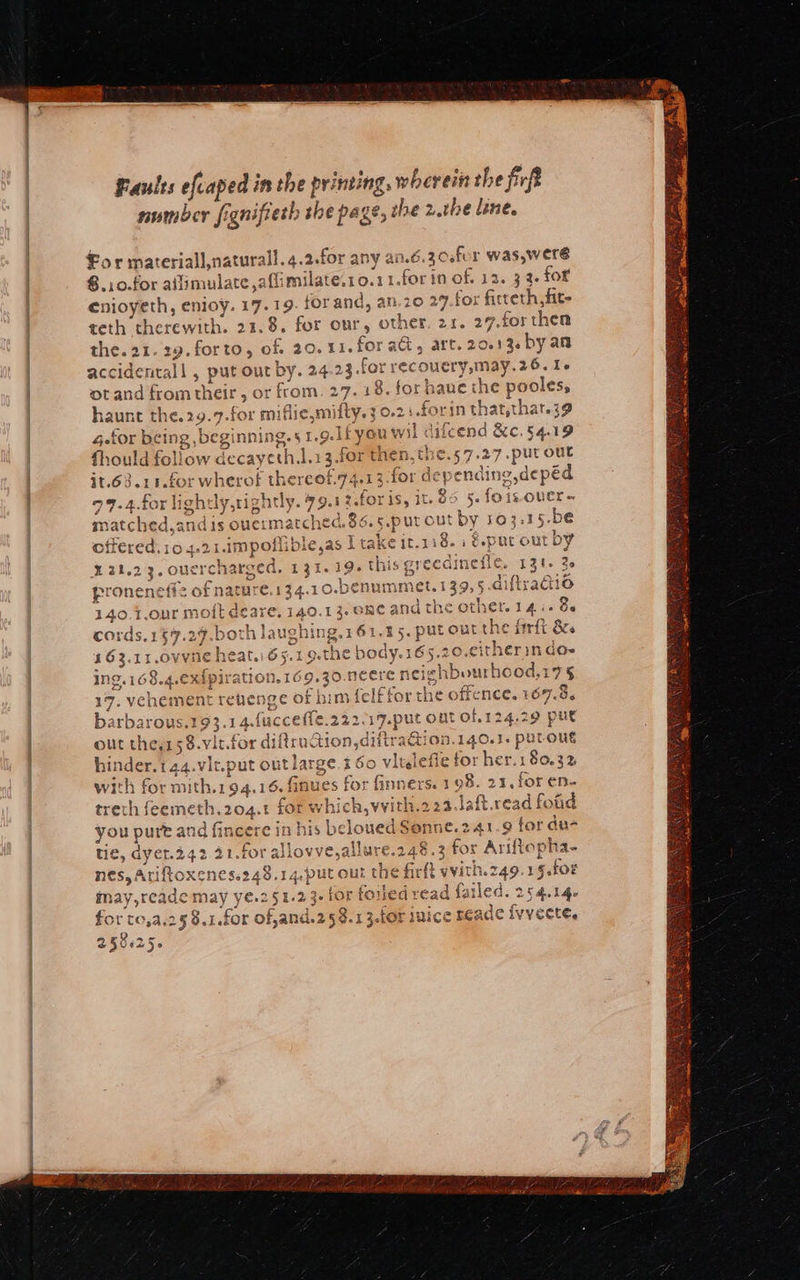 Faults eſcaped in the printing, wherein the firſt
number ſignifieth the page, the 2.the line.
For materiall,naturall.4.2.for any an.6.30.for was,were
8.10.for aſſimulate,aſſimilate.10.11.for in of. 12. 33. for
enioyeth, enioy. 17.19. for and, an.20 27.for fitteth,fit-
teth therewith. 21.8. for our, other. 21. 27.for then
the.21. 29.for to, of. 20.11.for act, art. 20.13. by an
accidentall, put out by. 24.23.for recouery,may.26. 1.
ot and from their, or from. 27. 18. for haue the pooles,
haunt the.29.7.for miſlie,miſty.30.21.for in that,that.39
4.for being,beginning.51.9.If you wil diſcend &c.54.19
ſhould follow decayeth.l.13.for then,the.57.27.put out
it.63.11.for wherof thereof.74.13.for depending,depēd
77.4.for lightly,rightly.79.12.for is, it.86 5. fo is ouer-
matched,and is ouermatched.86.5.put out by 103.15.be
offered.104.21.impoſſible,as I take it.118.18.put out by
121.23. ouercharged. 131.19. this greedineſſe. 131. 3.
proneneſſe of nature.134.10.benummet.139,5.diſtractiō
140.1.our moſt deare. 140.13. one and the other. 14... 8.
cords.157.27.both laughing.161.15. put out the firſt &c.
163.11.ovvne heat.165.19.the body.165.20.either in do-
ing.168.4.exſpiration.169.30.neere neighbourhood,175
17. vehement reuenge of him ſelf for the offence. 167.8.
barbarous.193.14.ſucceſſe.222.17.put out of.124.29 put
out they158.vlt.for diſtruction,diſtraction.140.1. put out
hinder.144.vlt.put out large.160 vlt.leſſe for her.180.32
with for mith.194.16.ſinues for ſinners.198. 21.for en-
treth ſeemeth.204.1 for which,vvith.223.laſt.read foūd
you pure and ſincere in his beloued Sonne.241.9 for du-
tie, dyet.242 21.for allovve,allure.248.3 for Ariſtopha-
nes,Ariſtoxenes.248.14.put out the firſt vvith.249.15.for
may,reade may ye.251.23. for foiled read failed. 254.14.
for to,a.258.1.for of,and.258.13.for iuice reade ſvveete.
258.25.